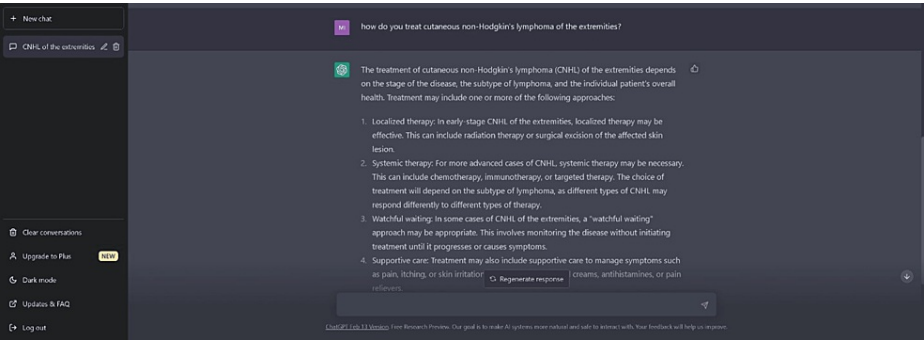 + New chat
CNHL of the extremities
Clear conversations
Upgrade to Plus NEW
Dark mode
Updates & FAQ
Log out
MI
how do you treat cutaneous non-Hodgkin's lymphoma of the extremities?
The treatment of cutaneous non-Hodgkin's lymphoma (CNHL) of the extremities depends
on the stage of the disease, the subtype of lymphoma, and the individual patient's overall
health. Treatment may include one or more of the following approaches:
1. Localized therapy: In early-stage CNHL of the extremities, localized therapy may be
effective. This can include radiation therapy or surgical excision of the affected skin
lesion.
2. Systemic therapy: For more advanced cases of CNHL, systemic therapy may be necessary.
This can include chemotherapy, immunotherapy, or targeted therapy. The choice of
treatment will depend on the subtype of lymphoma, as different types of CNHL may
respond differently to different types of therapy.
3. Watchful waiting: In some cases of CNHL of the extremities, a "watchful waiting"
approach may be appropriate. This involves monitoring the disease without initiating
treatment until it progresses or causes symptoms.
4. Supportive care: Treatment may also include supportive care to manage symptoms such
as pain, itching, or skin irritation creams, antihistamines, or pain
relievers.
Regenerate response
ChatGPT Feb 13 Version. Free Research Preview. Our goal is to make AI systems more natural and safe to interact with. Your feedback will help us improve.